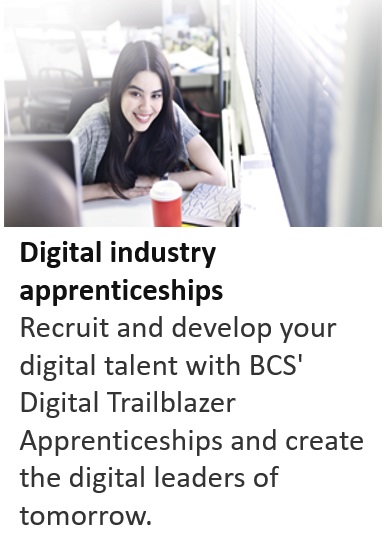 Digital industry
apprenticeships
Recruit and develop your
digital talent with BCS'
Digital Trailblazer
Apprenticeships and create
the digital leaders of
tomorrow.